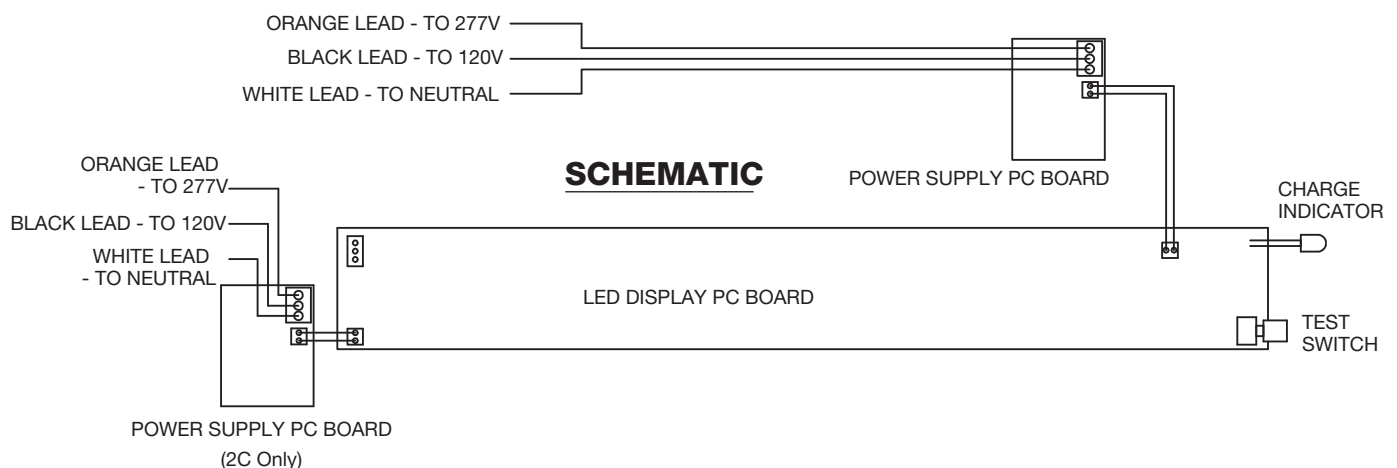 ORANGE LEAD - TO 277V
BLACK LEAD - TO 120V
WHITE LEAD - TO NEUTRAL
SCHEMATIC
POWER SUPPLY PC BOARD
ORANGE LEAD
- TO 277V
BLACK LEAD - TO 120V
WHITE LEAD
- TO NEUTRAL
CHARGE
INDICATOR
LED DISPLAY PC BOARD
TEST
SWITCH
POWER SUPPLY PC BOARD
(2C Only)